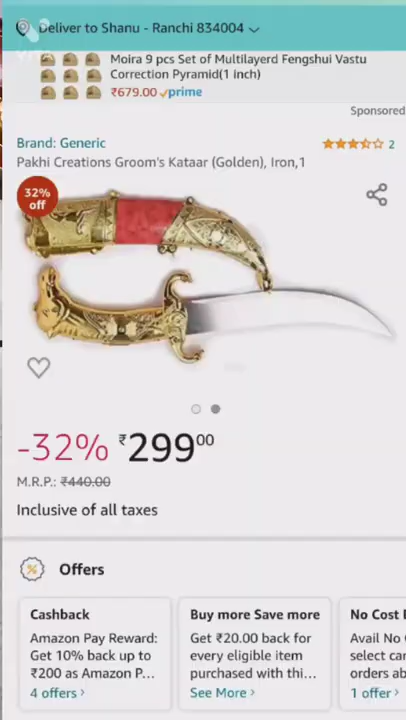 Deliver to Shanu - Ranchi 834004
Moira 9 pcs Set of Multilayerd Fengshui Vastu
Correction Pyramid(1 inch)
₹679.00 prime
Sponsored
Brand: Generic
2
Pakhi Creations Groom's Kataar (Golden), Iron,1
32%
off
-32% ₹29900
M.R.P.: ₹440.00
Inclusive of all taxes
Offers
Cashback
Amazon Pay Reward:
Get 10% back up to
₹200 as Amazon P...
4 offers
Buy more Save more
Get ₹20.00 back for
every eligible item
purchased with thi...
See More
No Cost
Avail No
select car
orders ab
1 offer